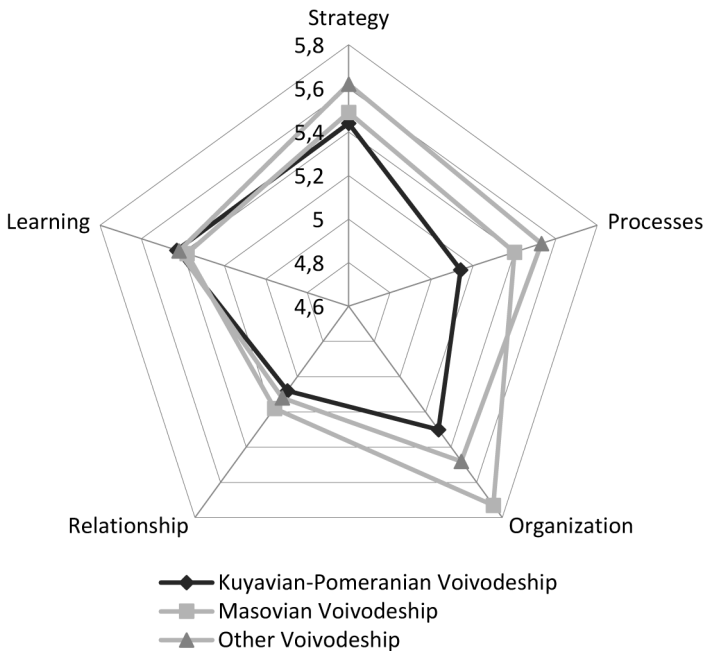 Strategy
5,8
5,6
5,4
5,2
5
4,8
4,6
Learning
Processes
Relationship
Organization
Kuyavian-Pomeranian Voivodeship
Masovian Voivodeship
Other Voivodeship